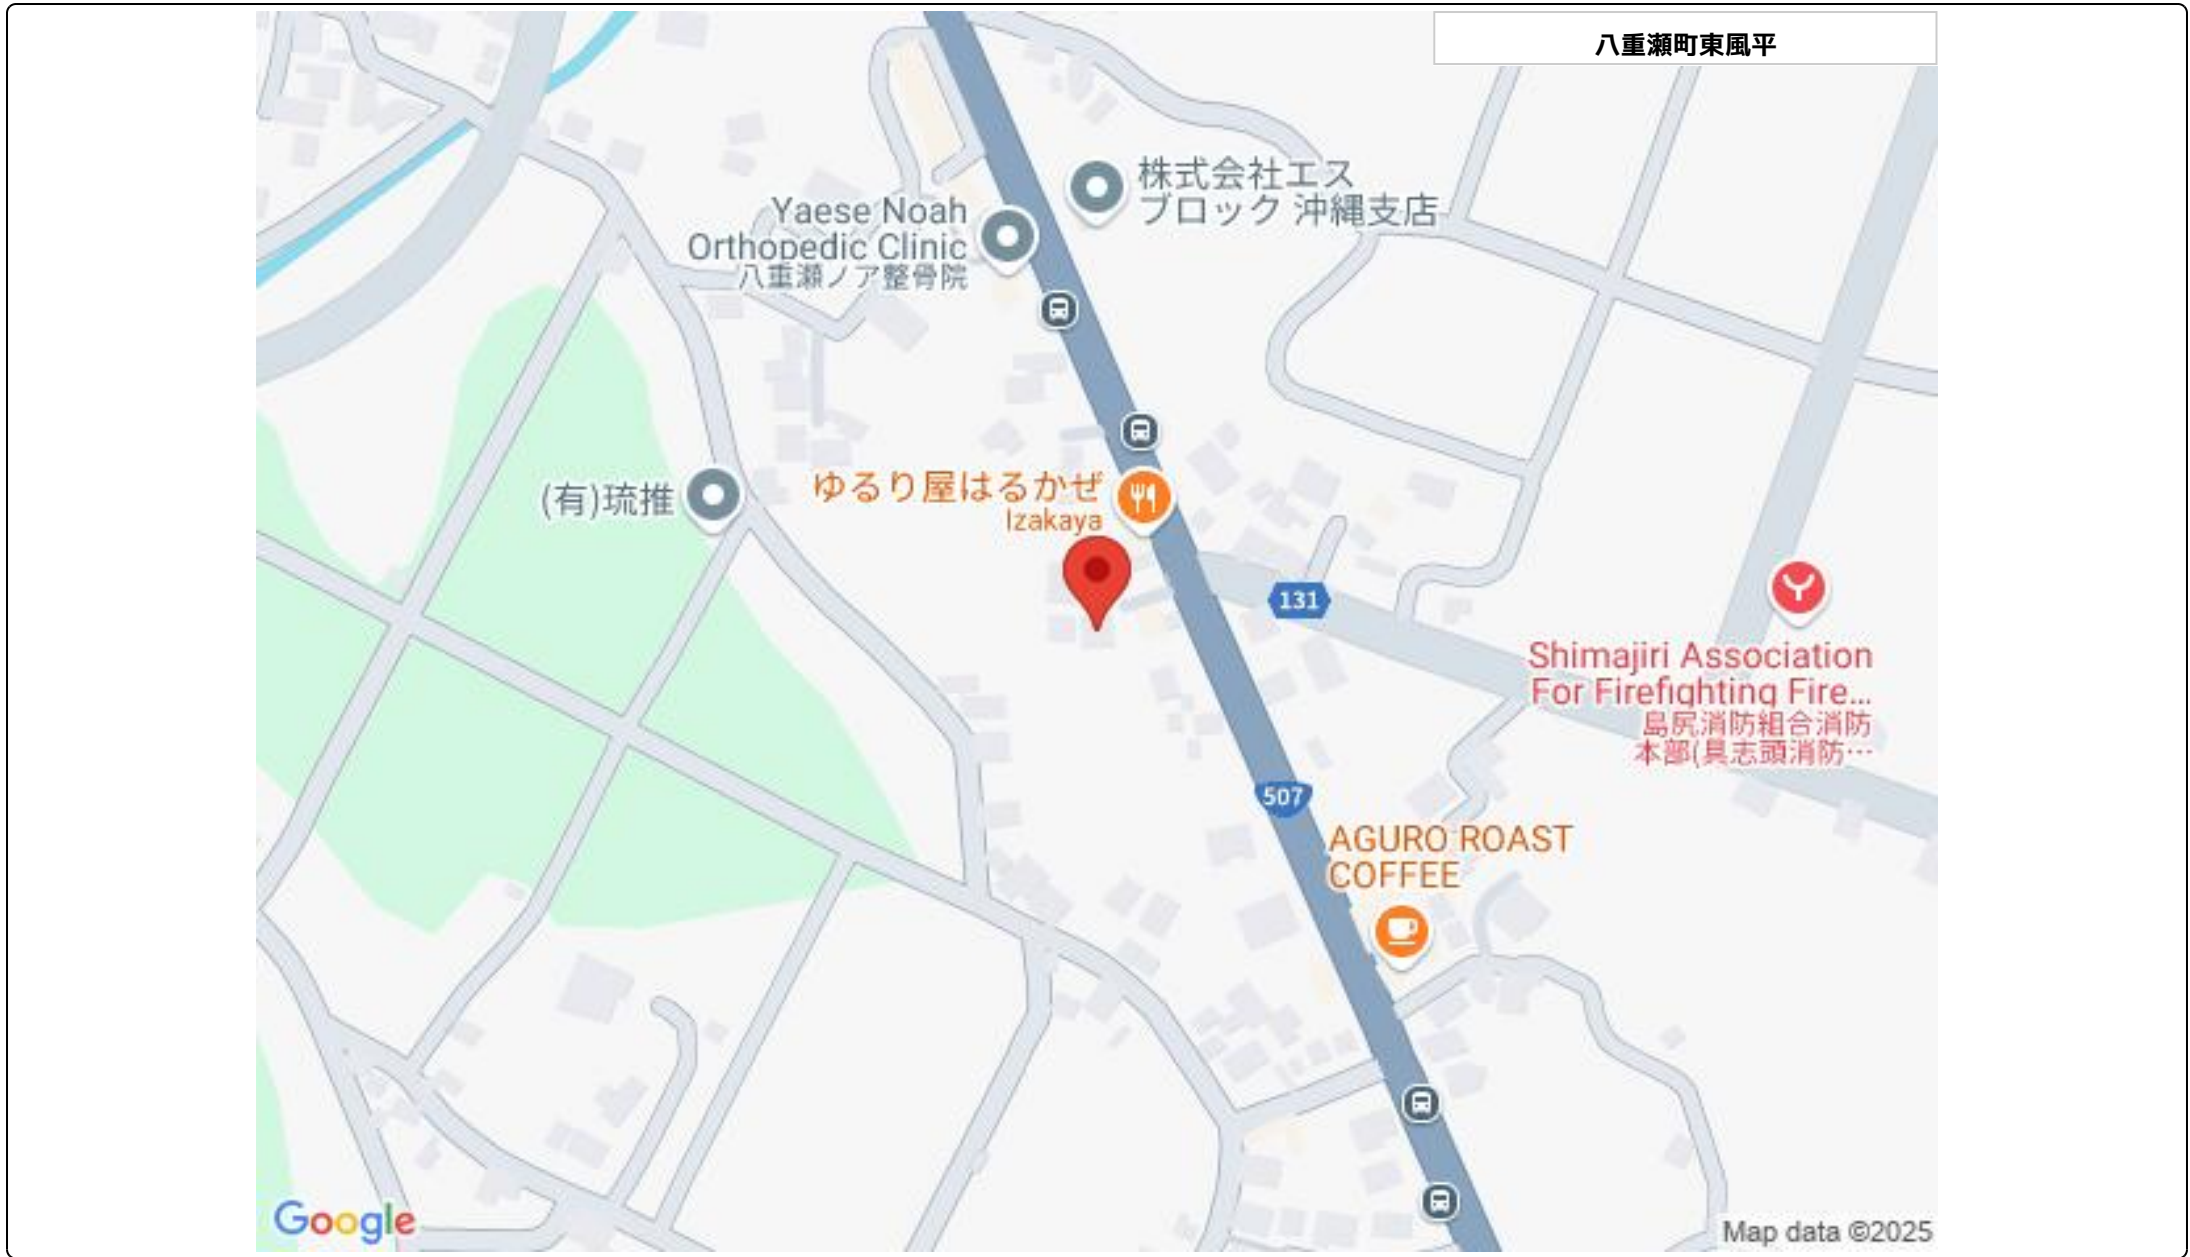 八重瀬町東風平
株式会社エス
ブロック 沖縄支店
Yaese Noah
Orthopedic Clinic
八重瀬ノア整骨院
(有)琉推
ゆるり屋はるかぜ
Izakaya
131
Shimajiri Association
For Firefighting Fire...
島尻消防組合消防
本部(具志頭消防…
507
AGURO ROAST
COFFEE
Google
Map data ©2025